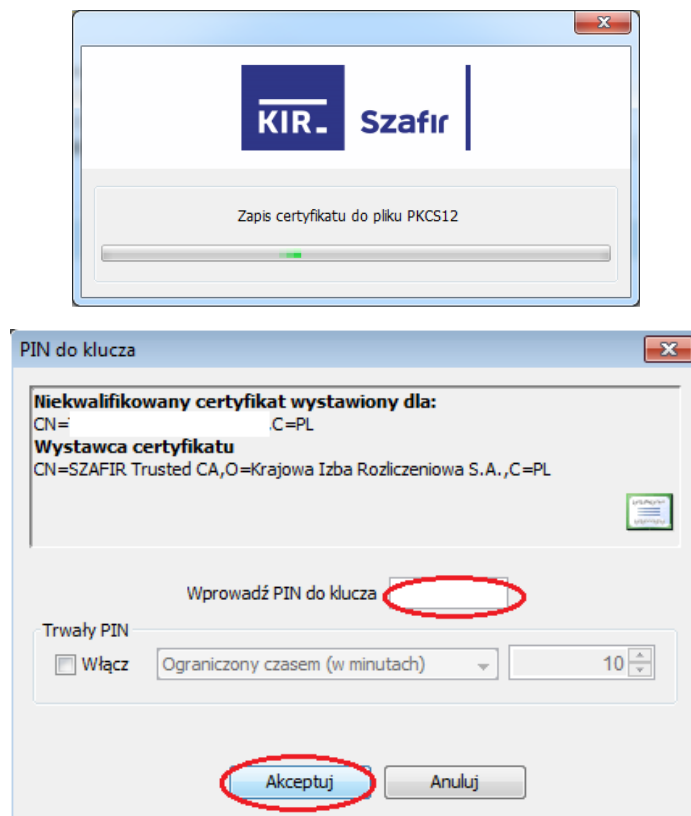 KIR Szafir
Zapis certyfikatu do pliku PKCS12
PIN do klucza
Niekwalifikowany certyfikat wystawiony dla:
CN= ,C=PL
Wystawca certyfikatu
CN=SZAFIR Trusted CA,O=Krajowa Izba Rozliczeniowa S.A.,C=PL
Wprowadź PIN do klucza
Trwały PIN
Włącz Ograniczony czasem (w minutach) 10
Akceptuj Anuluj